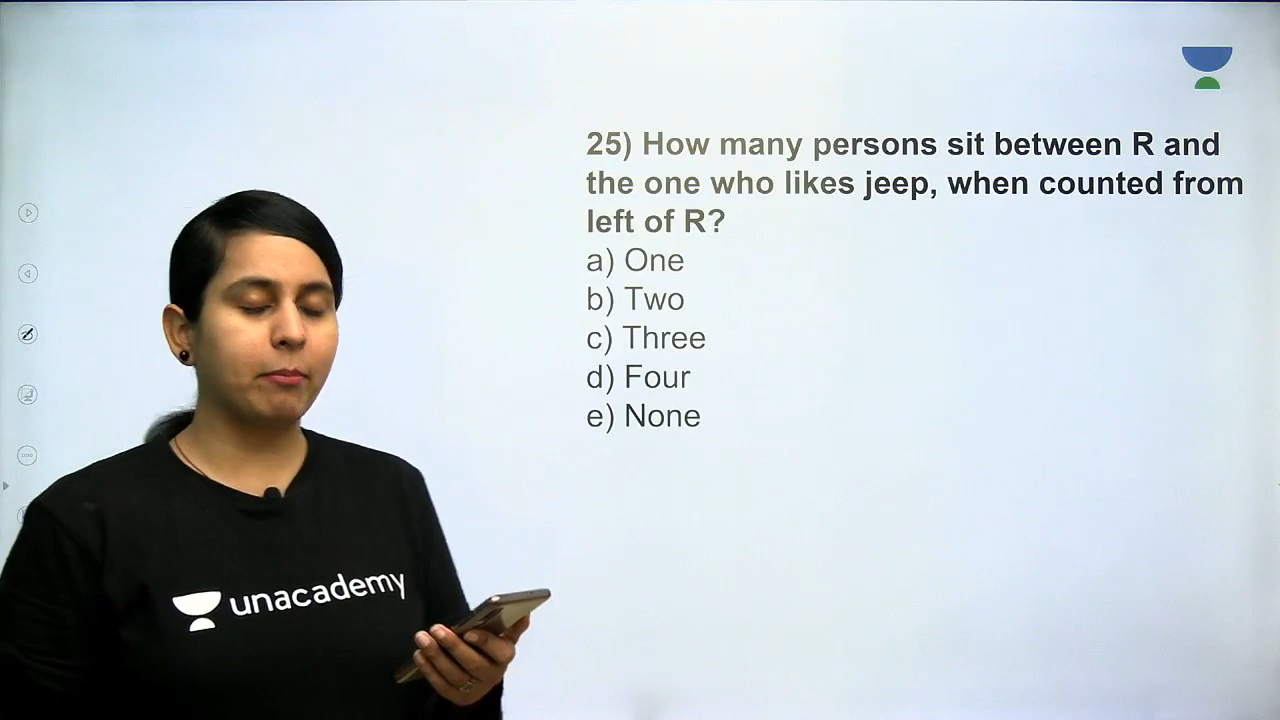 25) How many persons sit between R and
the one who likes jeep, when counted from
left of R?
a) One
b) Two
c) Three
d) Four
e) None
unacademy